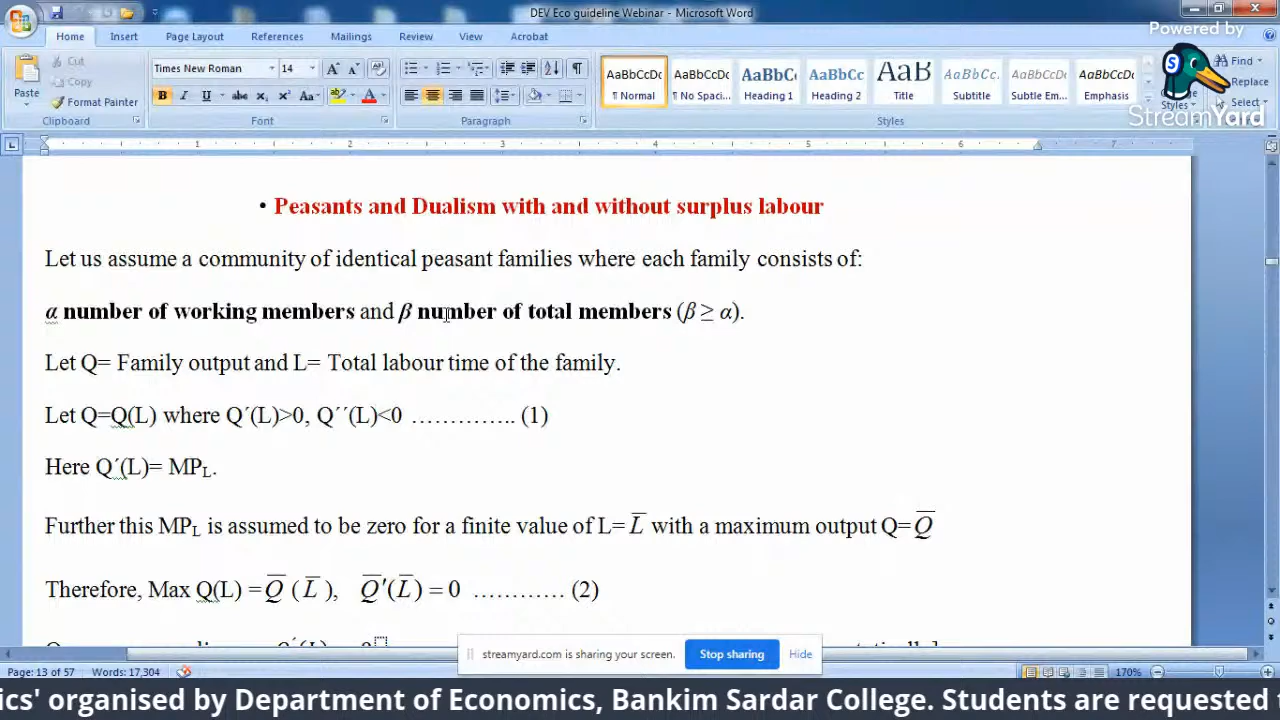 DEV Eco guideline Webinar - Microsoft Word
Home Insert Page Layout References Mailings Review View Acrobat
Powered by
StreamYard
Paste
Cut
Copy
Format Painter
Clipboard
Times New Roman 14
Font
Paragraph
AaBbCcDc AaBbCcDc AaBbC AaBbCc AaB AaBbCc. AaBbCcDc AaBbCcDc
¶ Normal ¶ No Spaci... Heading 1 Heading 2 Title Subtitle Subtle Em... Emphasis
Styles
Find
Replace
Select
• Peasants and Dualism with and without surplus labour
Let us assume a community of identical peasant families where each family consists of:
α number of working members and β number of total members (β ≥ α).
Let Q= Family output and L= Total labour time of the family.
Let Q=Q(L) where Q´(L)>0, Q´´(L)<0 ………….. (1)
Here Q´(L)= MPL.
Further this MPL is assumed to be zero for a finite value of L= L̅ with a maximum output Q= Q̅
Therefore, Max Q(L) = Q̅ ( L̅ ), Q̅′(L̅) = 0 ………… (2)
streamyard.com is sharing your screen. Stop sharing Hide
Page: 13 of 57 Words: 17,304 170%
ics' organised by Department of Economics, Bankim Sardar College. Students are requested